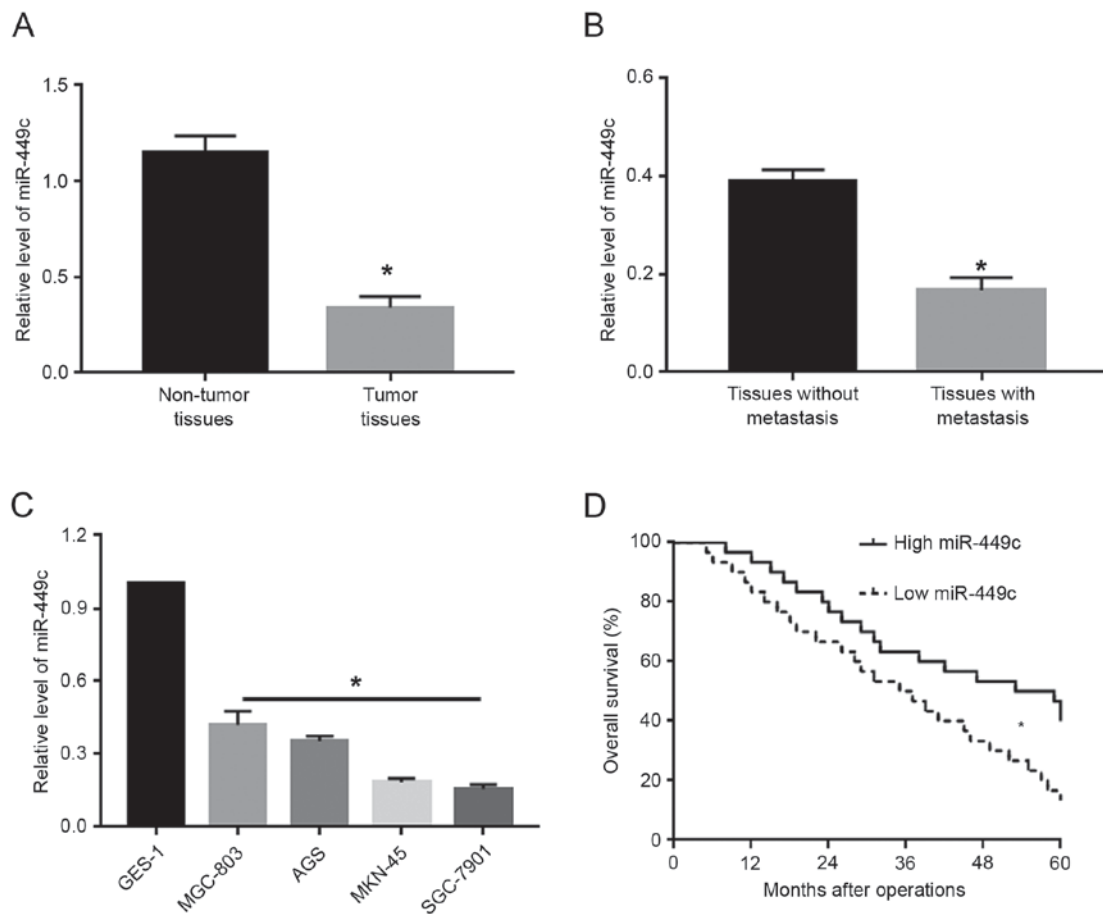 A
Relative level of miR-449c
1.5
1.0
0.5
0.0
*
Non-tumor
tissues
Tumor
tissues
B
Relative level of miR-449c
0.6
0.4
0.2
0.0
*
Tissues without
metastasis
Tissues with
metastasis
C
Relative level of miR-449c
1.2
0.9
0.6
0.3
0.0
*
GES-1
MGC-803
AGS
MKN-45
SGC-7901
D
Overall survival (%)
100
80
60
40
20
0
High miR-449c
Low miR-449c
*
0 12 24 36 48 60
Months after operations